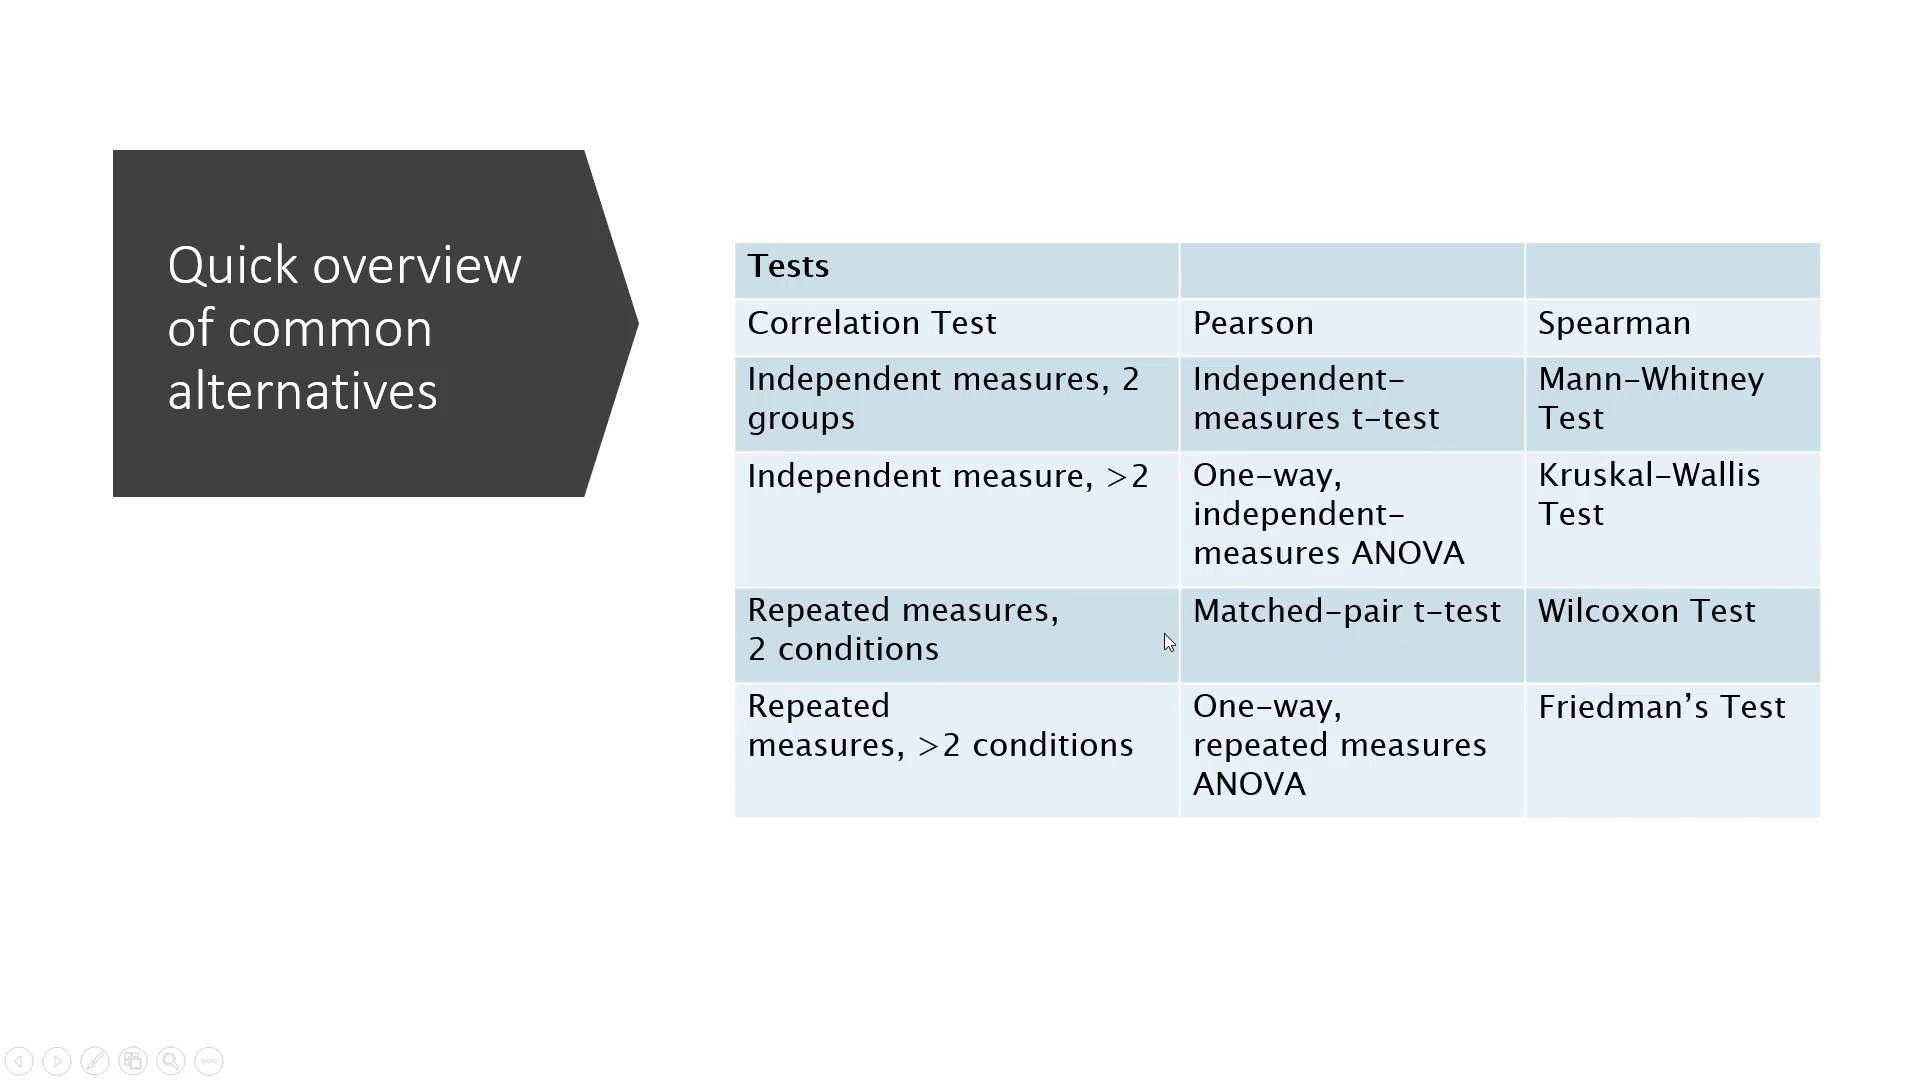 Quick overview
of common
alternatives
Tests
Correlation Test
Pearson
Spearman
Independent measures, 2
groups
Independent-
measures t-test
Mann-Whitney
Test
Independent measure, >2
One-way,
independent-
measures ANOVA
Kruskal-Wallis
Test
Repeated measures,
2 conditions
Matched-pair t-test
Wilcoxon Test
Repeated
measures, >2 conditions
One-way,
repeated measures
ANOVA
Friedman’s Test